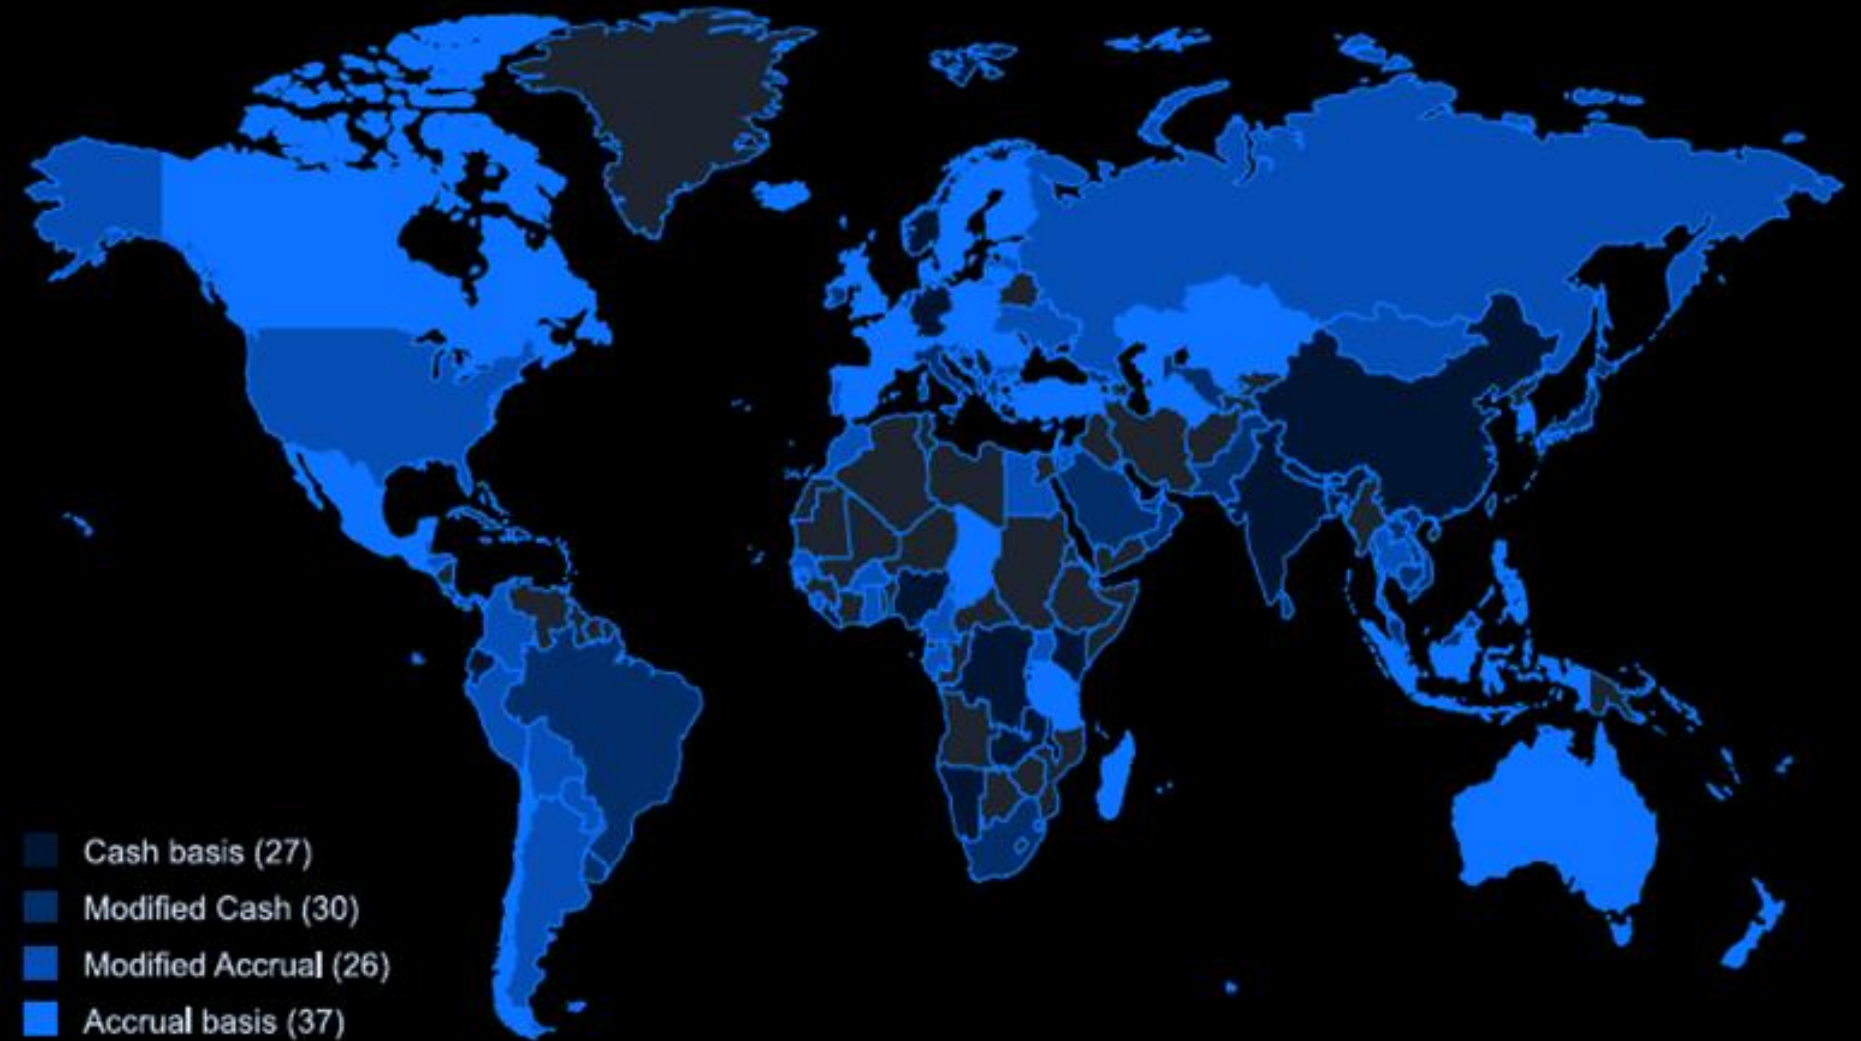 Cash basis (27)
Modified Cash (30)
Modified Accrual (26)
Accrual basis (37)